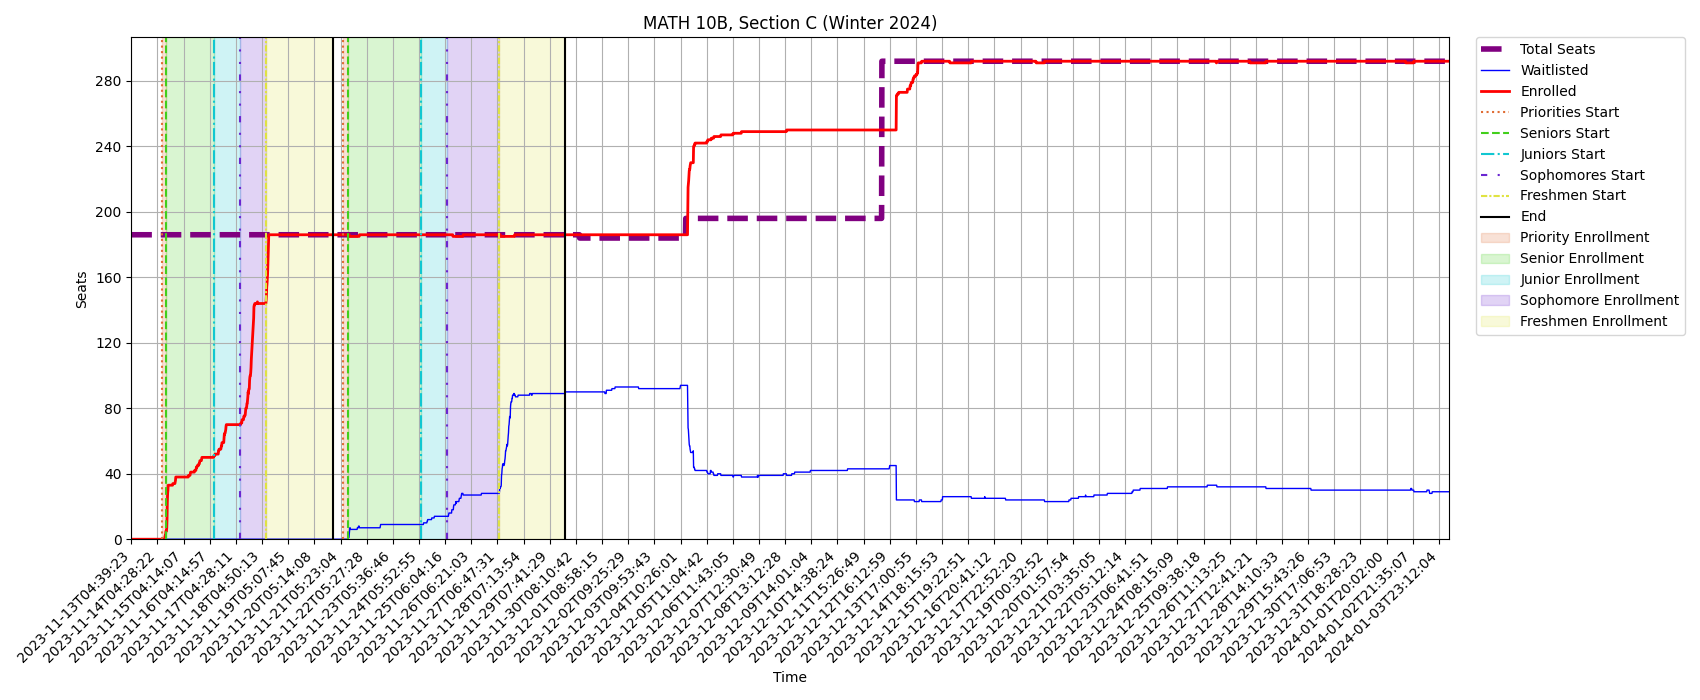 MATH 10B, Section C (Winter 2024)
Total Seats
Waitlisted
Enrolled
Priorities Start
Seniors Start
Juniors Start
Sophomores Start
Freshmen Start
End
Priority Enrollment
Senior Enrollment
Junior Enrollment
Sophomore Enrollment
Freshmen Enrollment
Seats
280
240
200
160
120
80
40
0
2023-11-13T04:39:23
2023-11-14T04:28:22
2023-11-15T04:14:07
2023-11-16T04:14:57
2023-11-17T04:28:11
2023-11-18T04:50:13
2023-11-19T05:07:45
2023-11-20T05:14:08
2023-11-21T05:23:04
2023-11-22T05:27:28
2023-11-23T05:36:46
2023-11-24T05:52:55
2023-11-25T06:04:16
2023-11-26T06:21:03
2023-11-27T06:47:31
2023-11-28T07:13:54
2023-11-29T07:41:29
2023-11-30T08:10:42
2023-12-01T08:58:15
2023-12-02T09:25:29
2023-12-03T09:53:45
2023-12-04T10:26:01
2023-12-05T11:04:42
2023-12-06T11:43:05
2023-12-07T12:30:49
2023-12-08T13:12:28
2023-12-09T14:01:04
2023-12-10T14:38:24
2023-12-11T15:26:49
2023-12-12T16:12:59
2023-12-13T17:00:55
2023-12-14T18:15:53
2023-12-15T19:22:51
2023-12-16T20:41:12
2023-12-17T22:52:20
2023-12-19T00:32:52
2023-12-20T01:57:54
2023-12-21T03:35:05
2023-12-22T05:12:14
2023-12-23T06:41:51
2023-12-24T08:15:09
2023-12-25T09:38:18
2023-12-26T11:13:25
2023-12-27T12:41:21
2023-12-28T14:10:33
2023-12-29T15:43:26
2023-12-30T17:06:53
2023-12-31T18:28:23
2024-01-01T20:02:00
2024-01-02T21:35:07
2024-01-03T23:12:04
Time